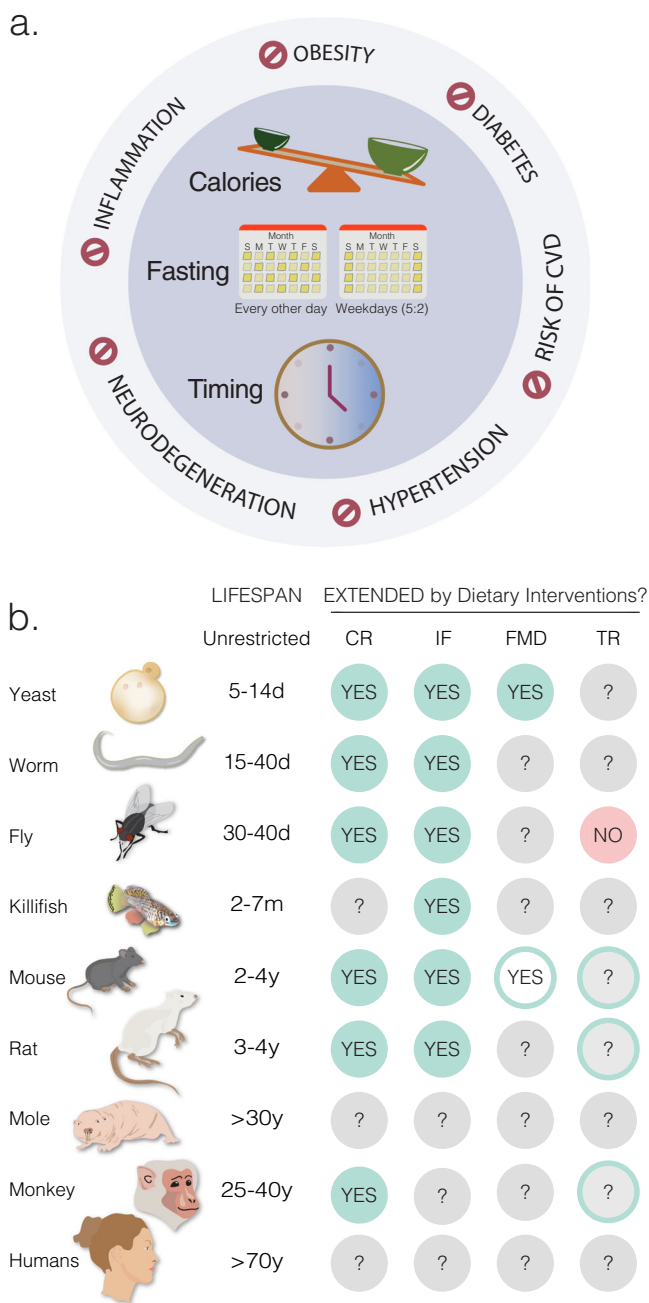 a.
OBESITY
DIABETES
INFLAMMATION
Calories
Fasting
Month
S M T W T F S
Month
S M T W T F S
Every other day
Weekdays (5:2)
RISK OF CVD
Timing
NEURODEGENERATION
HYPERTENSION
b.
LIFESPAN EXTENDED by Dietary Interventions?
Unrestricted CR IF FMD TR
Yeast 5-14d YES YES YES ?
Worm 15-40d YES YES ? ?
Fly 30-40d YES YES ? NO
Killifish 2-7m ? YES ? ?
Mouse 2-4y YES YES YES ?
Rat 3-4y YES YES ? ?
Mole >30y ? ? ? ?
Monkey 25-40y YES ? ? ?
Humans >70y ? ? ? ?